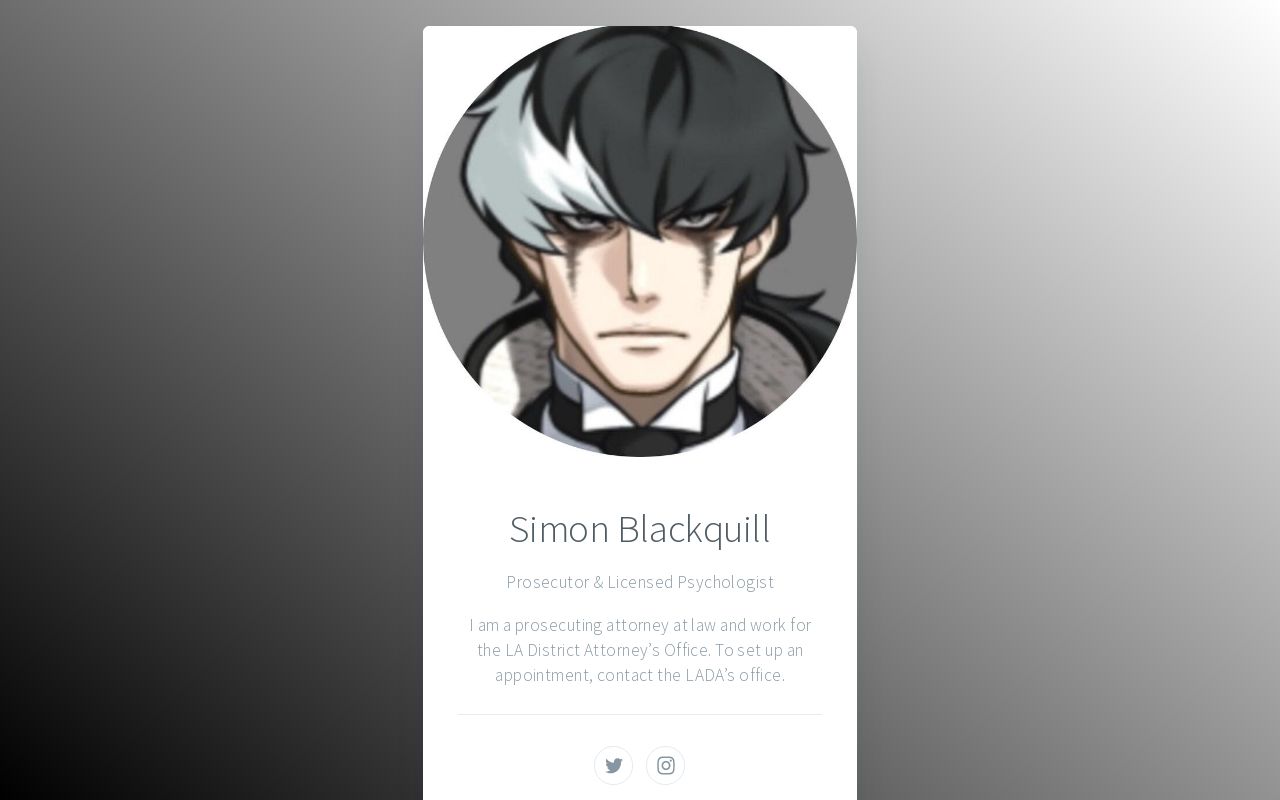 Simon Blackquill
Prosecutor & Licensed Psychologist
I am a prosecuting attorney at law and work for
the LA District Attorney’s Office. To set up an
appointment, contact the LADA’s office.